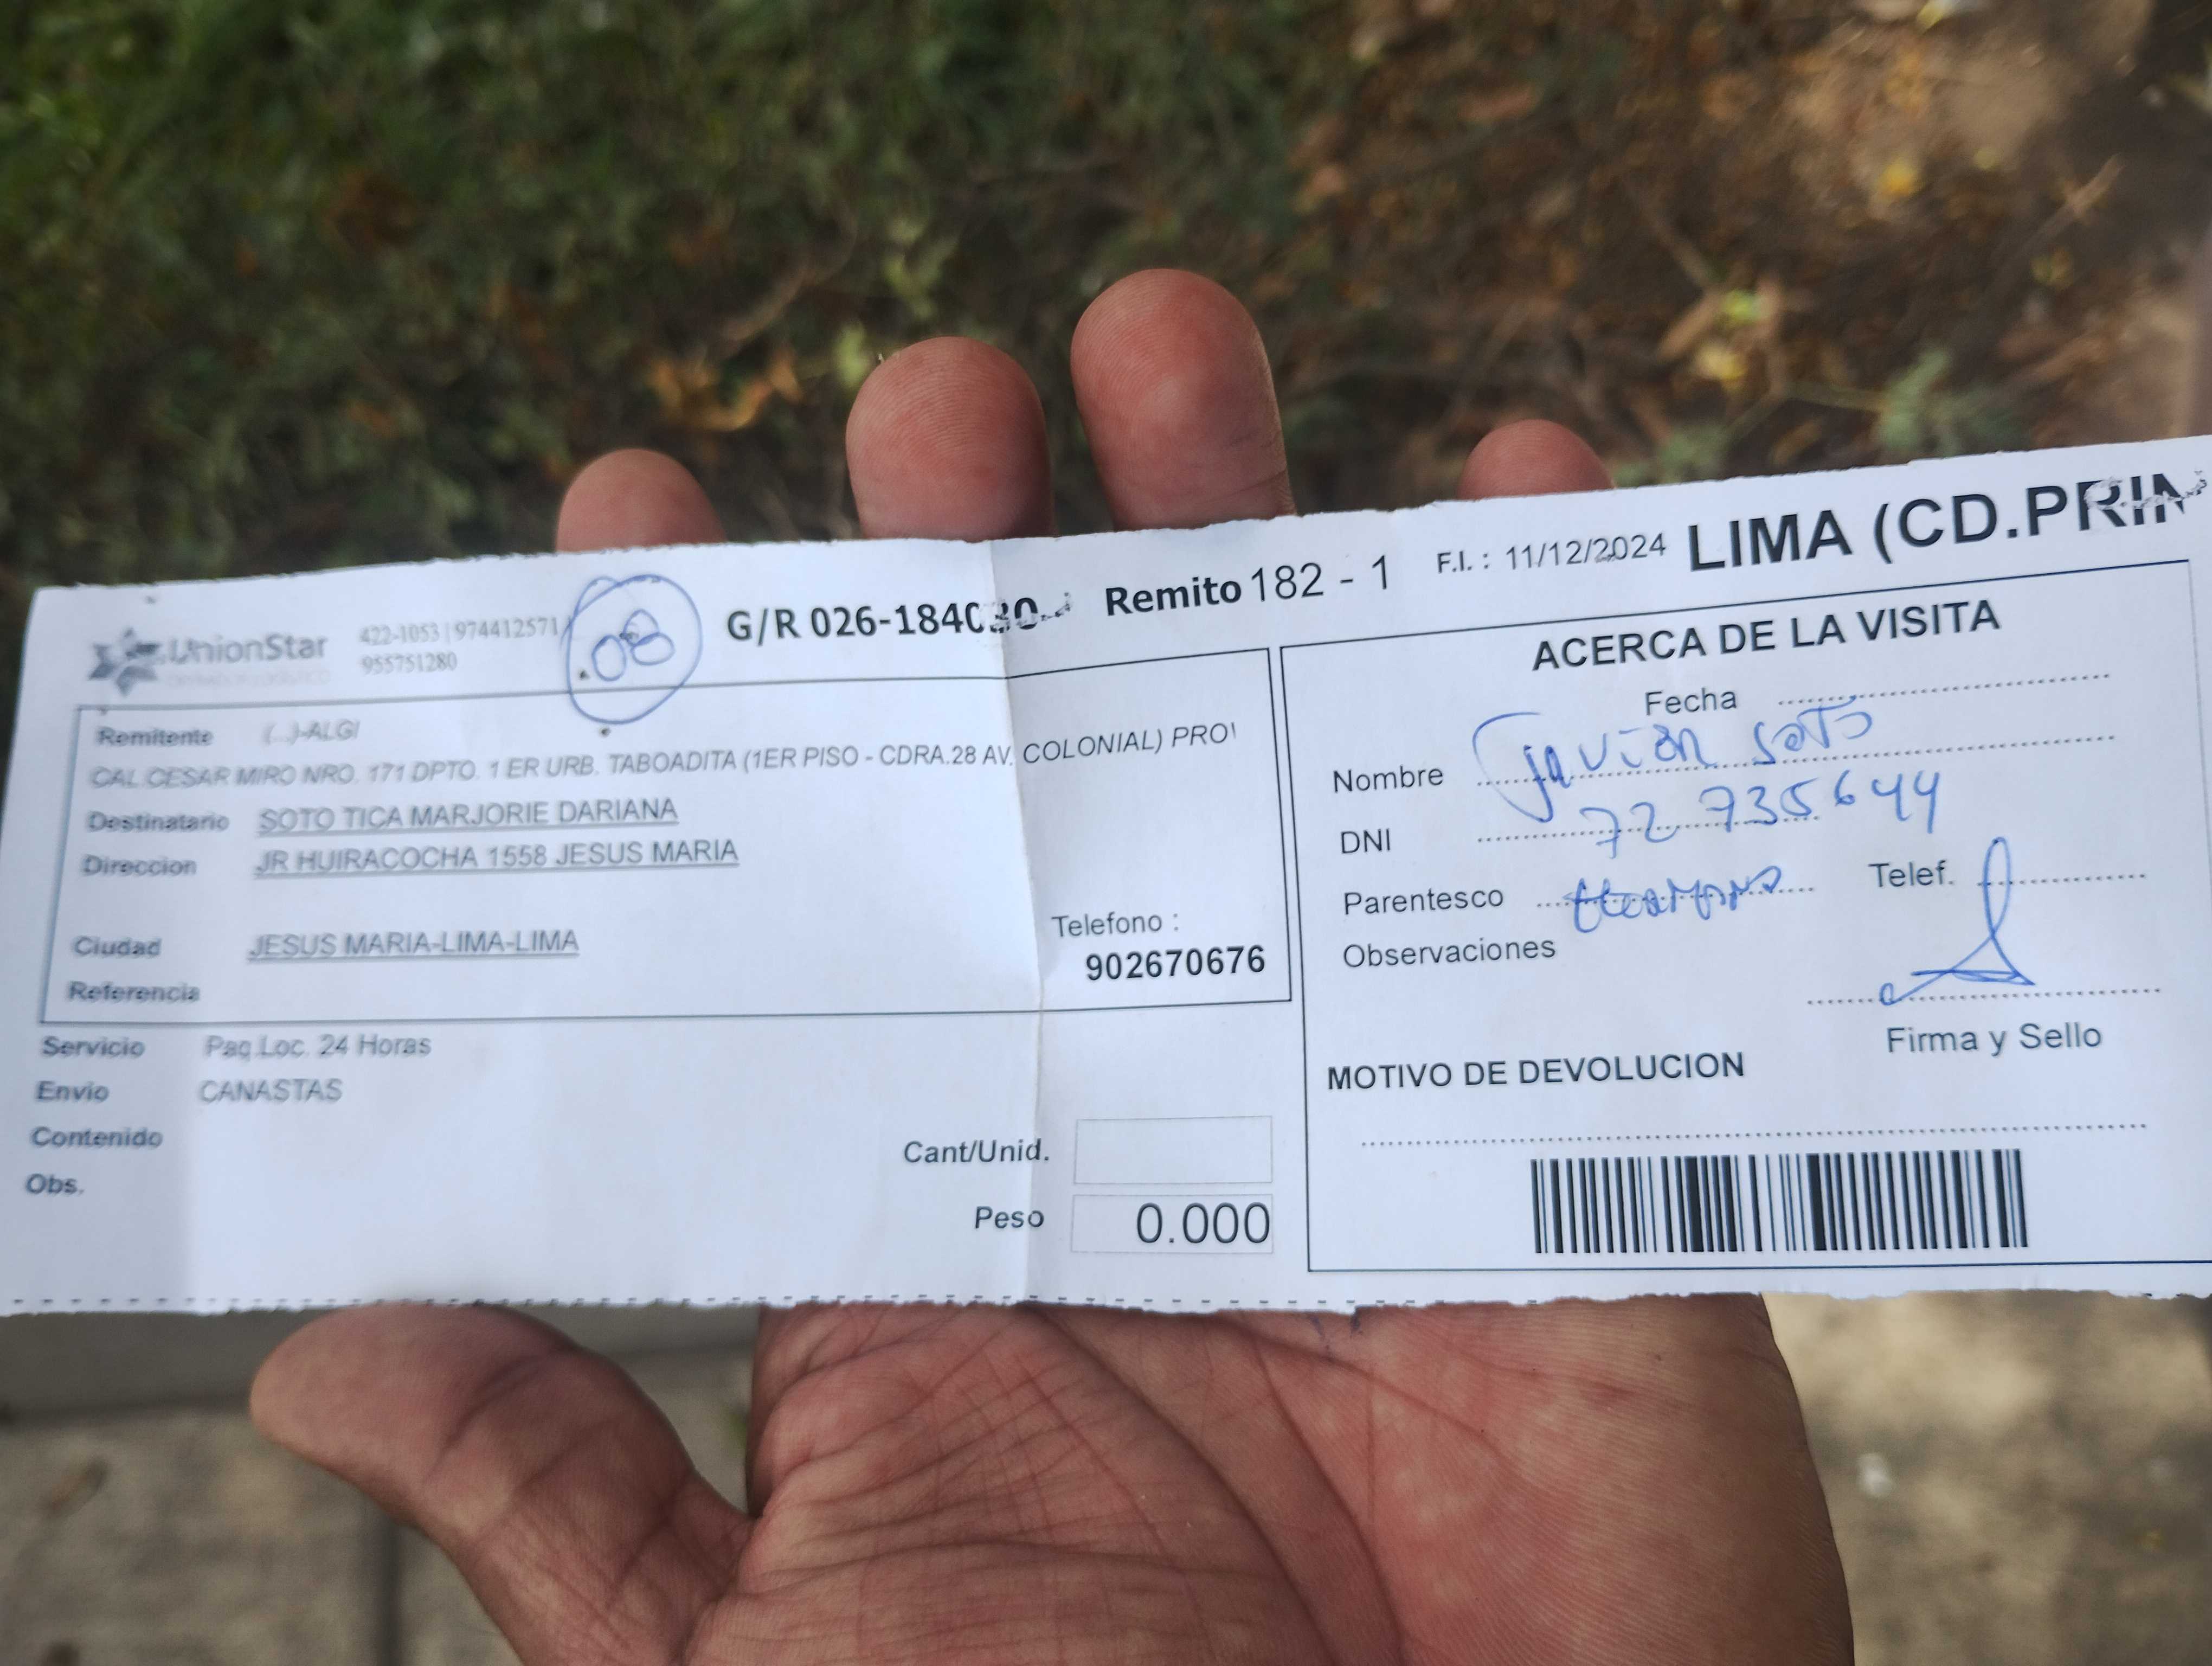 UnionStar
422-1053 | 974412571 /
955751280
.08
G/R 026-184
Remito 182 - 1
F.I. : 11/12/2024
LIMA (CD.PRIN
Remitente (...)-ALGI
CAL.CESAR MIRO NRO. 171 DPTO. 1 ER URB. TABOADITA (1ER PISO - CDRA.28 AV. COLONIAL) PRO
Destinatario SOTO TICA MARJORIE DARIANA
Direccion JR HUIRACOCHA 1558 JESUS MARIA
Ciudad JESUS MARIA-LIMA-LIMA
Telefono :
902670676
Referencia
Servicio Paq.Loc. 24 Horas
Envio CANASTAS
Contenido
Obs.
Cant/Unid.
Peso 0.000
ACERCA DE LA VISITA
Fecha
Nombre Javier Soto
DNI 72735644
Parentesco Hermano Telef.
Observaciones
Firma y Sello
MOTIVO DE DEVOLUCION